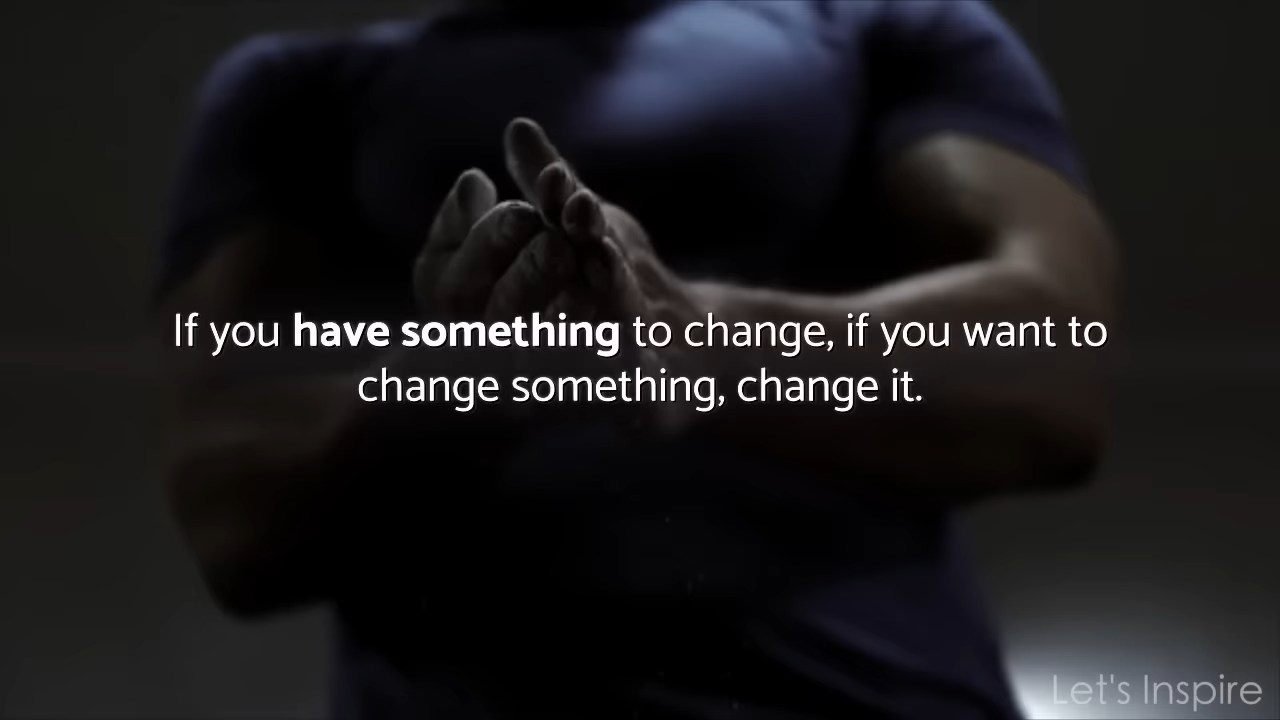 If you have something to change, if you want to
change something, change it.
Let's Inspire